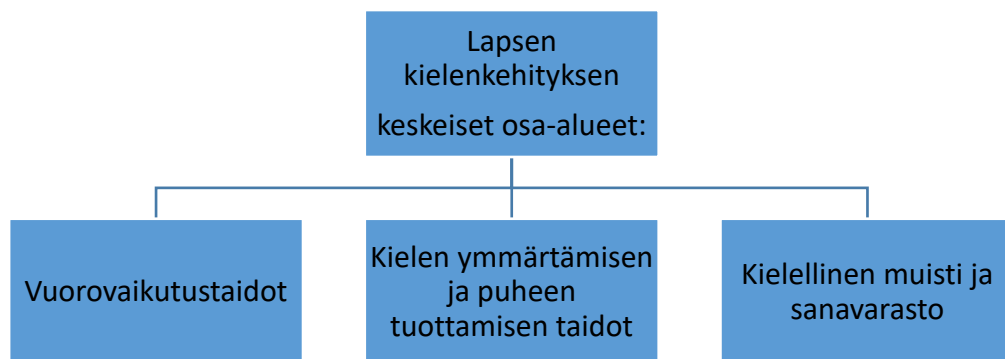 Lapsen
kielenkehityksen
keskeiset osa-alueet:
Vuorovaikutustaidot
Kielen ymmärtämisen
ja puheen
tuottamisen taidot
Kielellinen muisti ja
sanavarasto